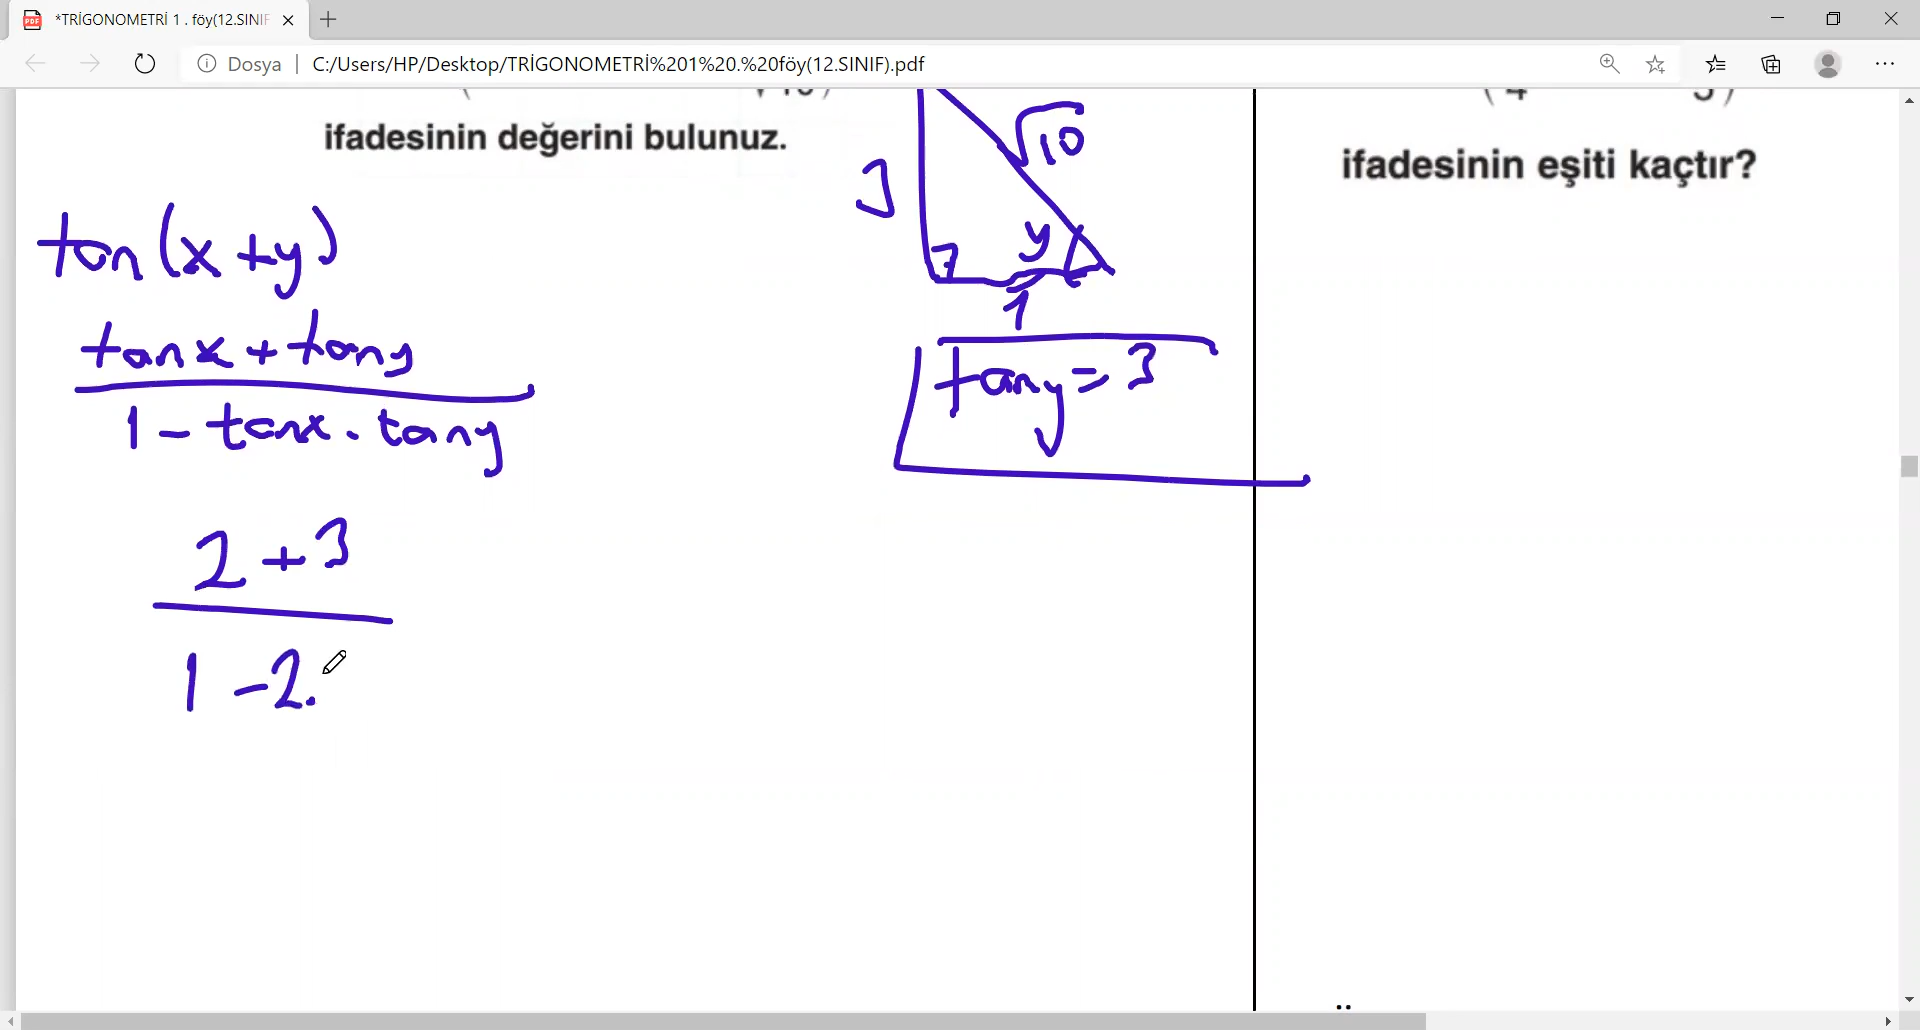 *TRİGONOMETRİ 1 . föy(12.SINIF
Dosya | C:/Users/HP/Desktop/TRİGONOMETRİ%201%20.%20föy(12.SINIF).pdf
ifadesinin değerini bulunuz.
tan(x+y)
tanx + tany
1 - tanx . tany
2 + 3
1 - 2.
3
√10
y
1
tany = 3
ifadesinin eşiti kaçtır?